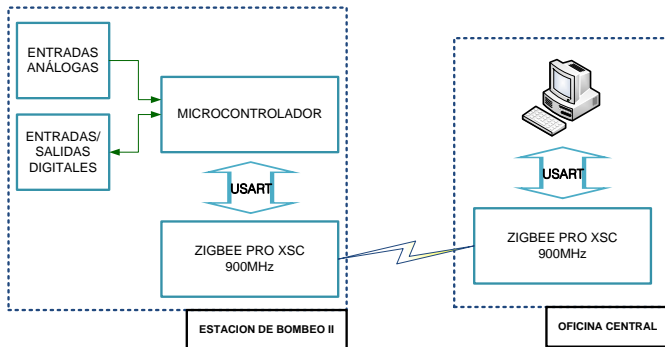 ENTRADAS
ANÁLOGAS
ENTRADAS/
SALIDAS
DIGITALES
MICROCONTROLADOR
USART
ZIGBEE PRO XSC
900MHz
ESTACION DE BOMBEO II
USART
ZIGBEE PRO XSC
900MHz
OFICINA CENTRAL